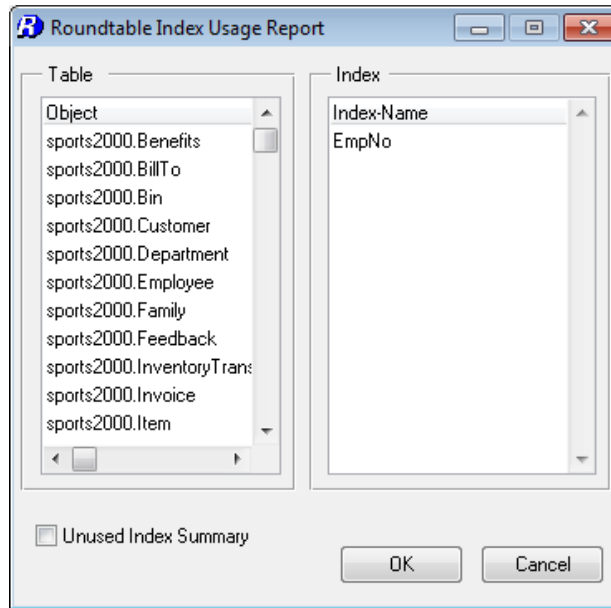 Roundtable Index Usage Report
Table
Object
sports2000.Benefits
sports2000.BillTo
sports2000.Bin
sports2000.Customer
sports2000.Department
sports2000.Employee
sports2000.Family
sports2000.Feedback
sports2000.InventoryTrans
sports2000.Invoice
sports2000.Item
Index
Index-Name
EmpNo
Unused Index Summary
OK
Cancel